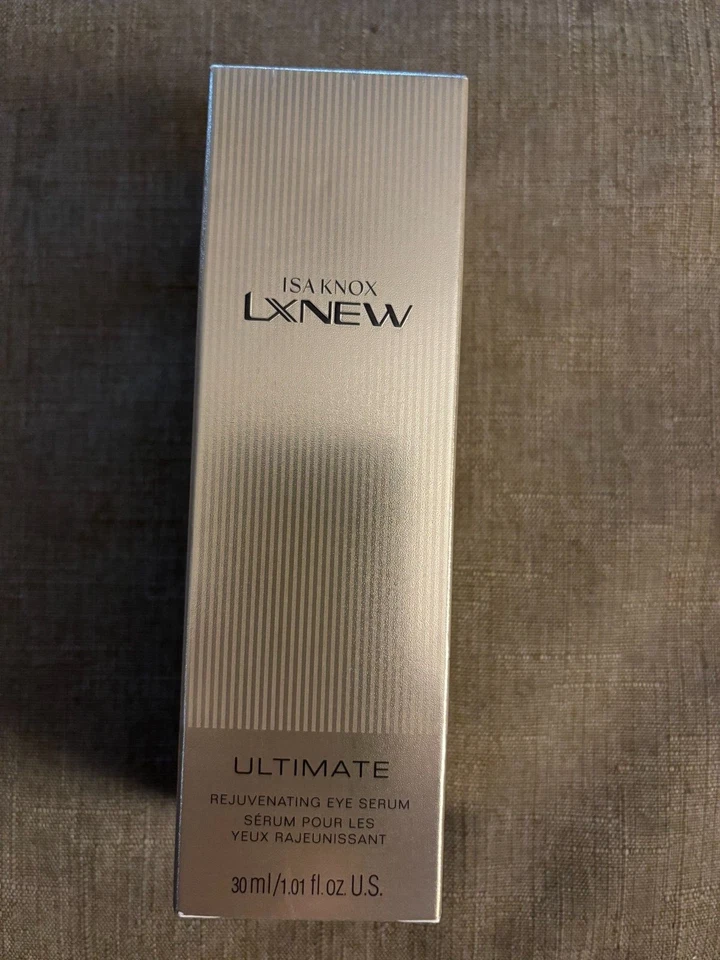 ISA KNOX
LXNEW
ULTIMATE
REJUVENATING EYE SERUM
SÉRUM POUR LES
YEUX RAJEUNISSANT
30 ml/1.01 fl. oz. U.S.